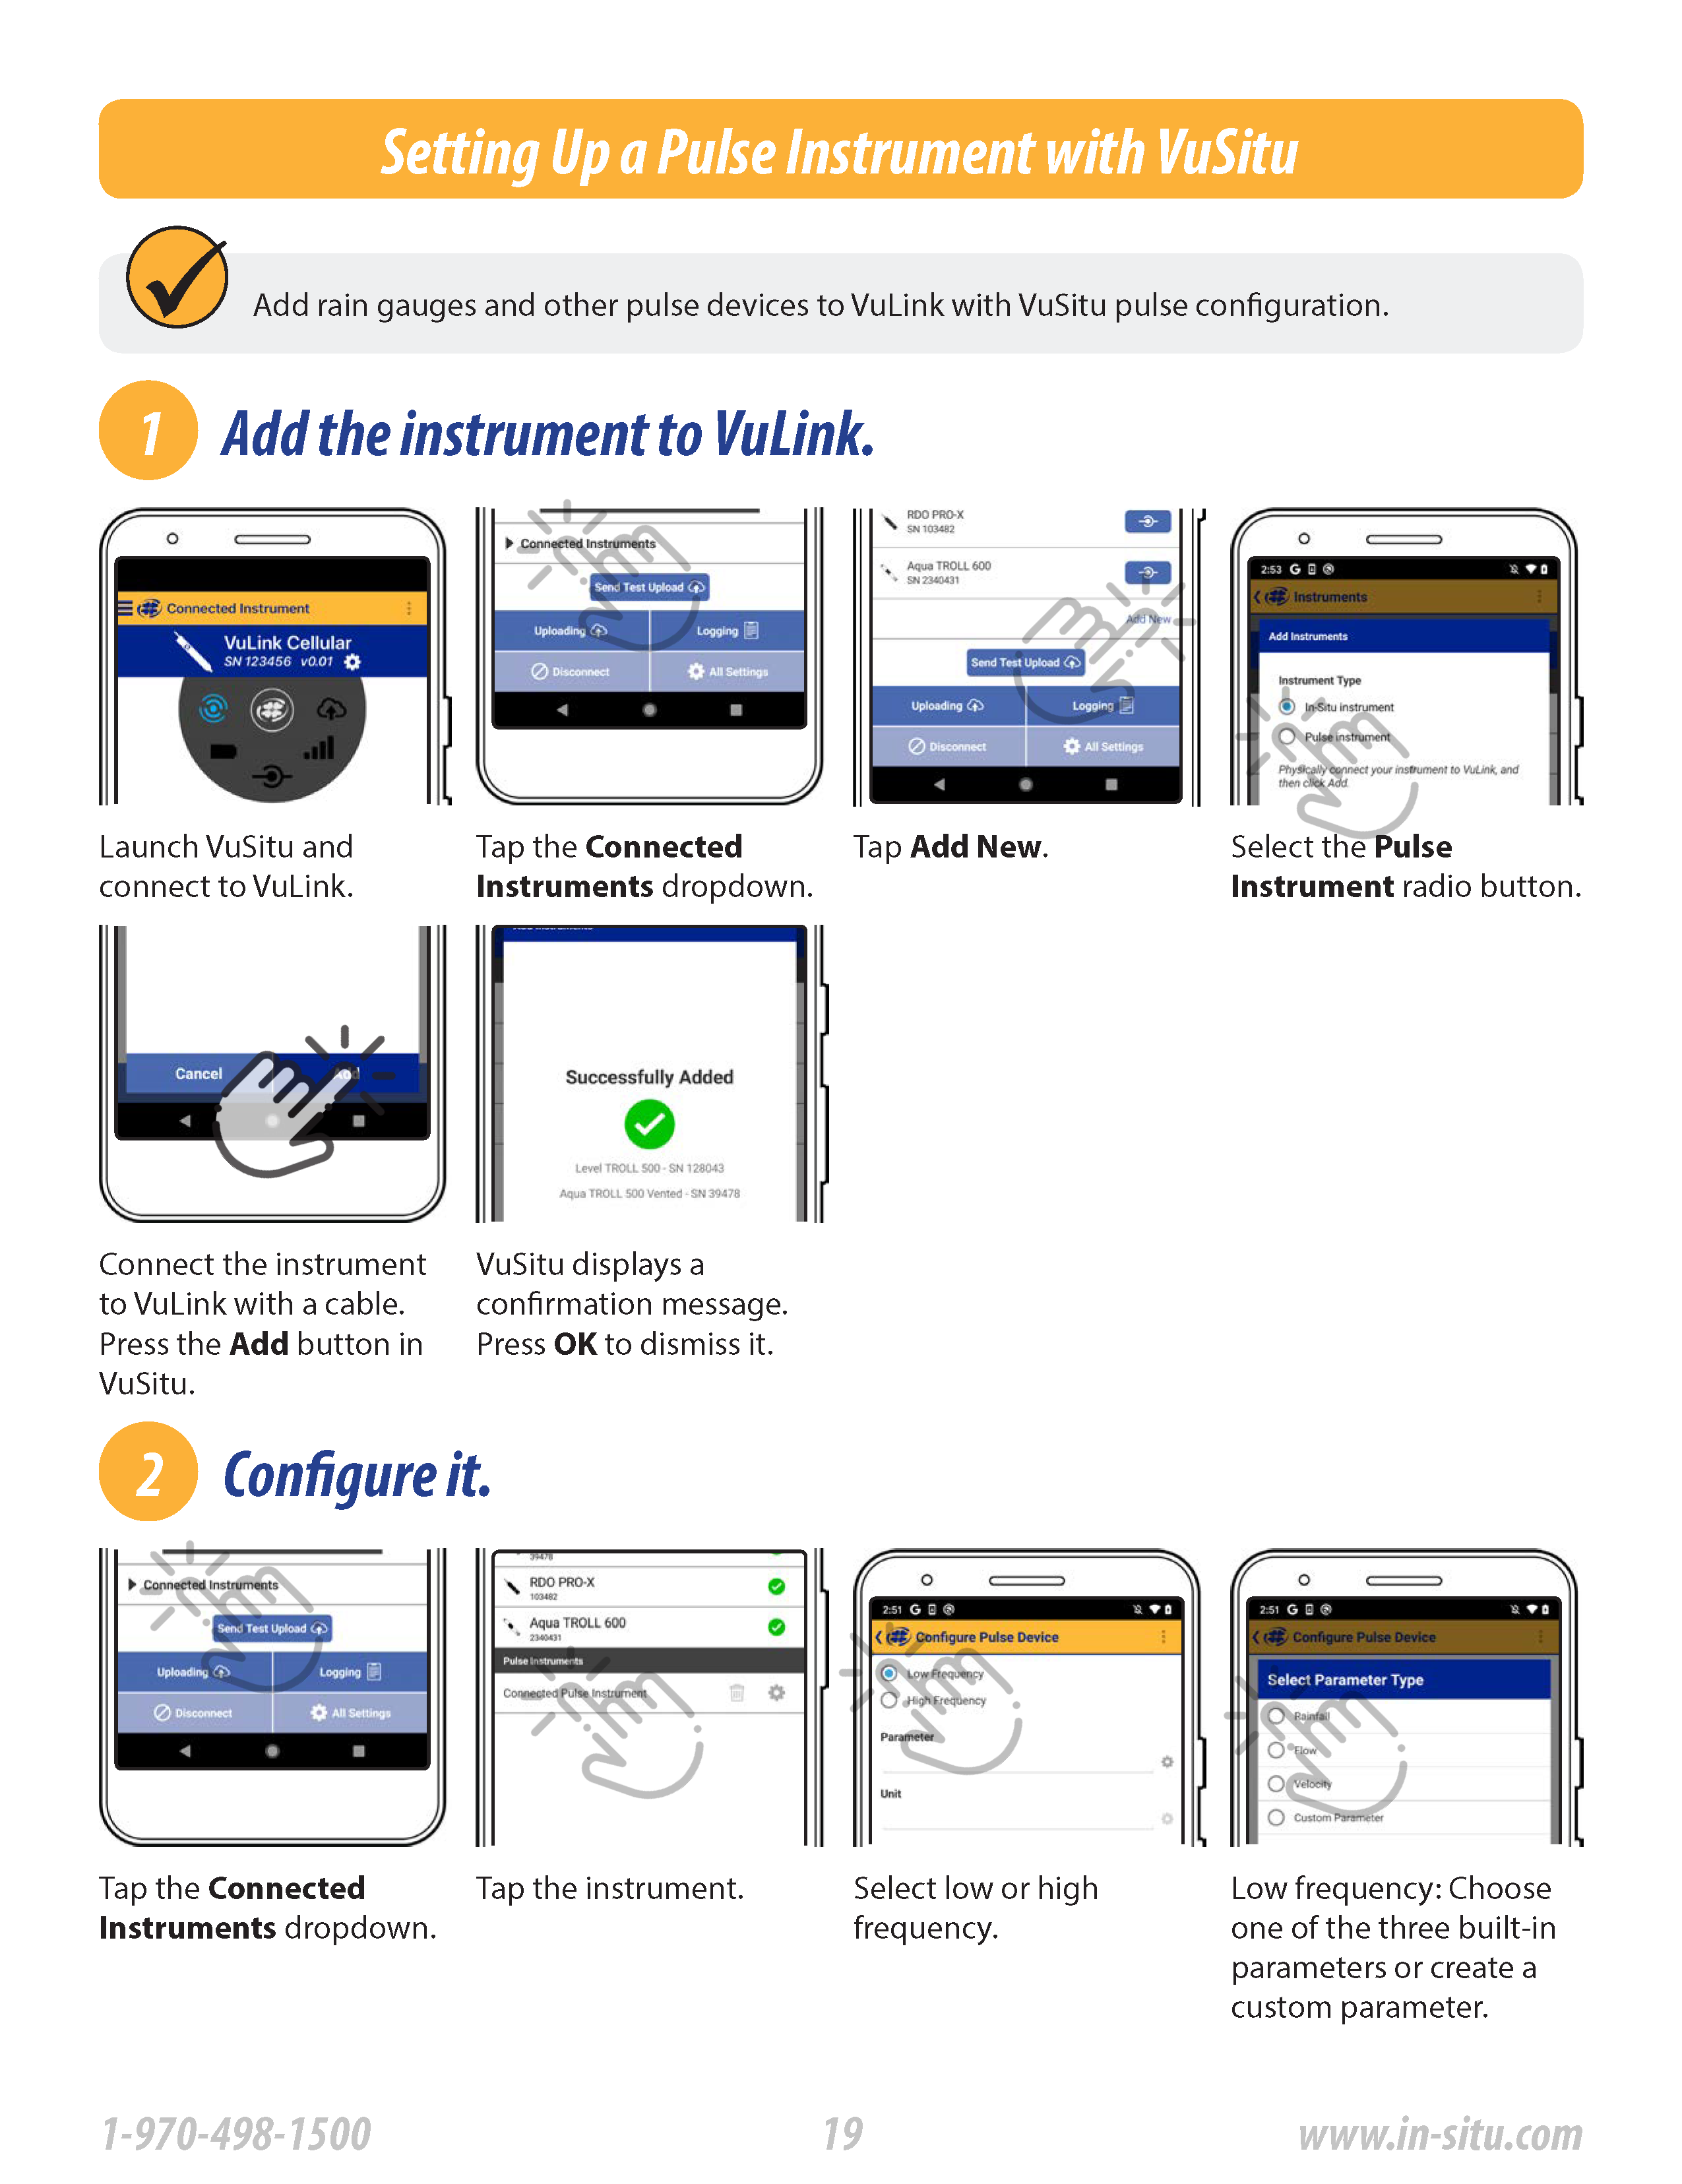 Setting Up a Pulse Instrument with VuSitu
Add rain gauges and other pulse devices to VuLink with VuSitu pulse configuration.
1
Add the instrument to VuLink.
Connected Instrument
VuLink Cellular
SN 123456 v0.01
Launch VuSitu and
connect to VuLink.
Connected Instruments
Send Test Upload
Uploading
Logging
Disconnect
All Settings
Tap the Connected
Instruments dropdown.
RDO PRO-X
SN 103482
Aqua TROLL 600
SN 2340431
Add New
Send Test Upload
Uploading
Logging
Disconnect
All Settings
Tap Add New.
2:53
Instruments
Add Instruments
Instrument Type
In-Situ instrument
Pulse instrument
Physically connect your instrument to VuLink, and
then click Add.
Select the Pulse
Instrument radio button.
Cancel
Add
Connect the instrument
to VuLink with a cable.
Press the Add button in
VuSitu.
Successfully Added
Level TROLL 500 - SN 128043
Aqua TROLL 500 Vented - SN 39478
VuSitu displays a
confirmation message.
Press OK to dismiss it.
2
Configure it.
Connected Instruments
Send Test Upload
Uploading
Logging
Disconnect
All Settings
Tap the Connected
Instruments dropdown.
39478
RDO PRO-X
103482
Aqua TROLL 600
2340431
Pulse Instruments
Connected Pulse Instrument
Tap the instrument.
2:51
Configure Pulse Device
Low Frequency
High Frequency
Parameter
Unit
Select low or high
frequency.
2:51
Configure Pulse Device
Select Parameter Type
Rainfall
Flow
Velocity
Custom Parameter
Low frequency: Choose
one of the three built-in
parameters or create a
custom parameter.
1-970-498-1500
19
www.in-situ.com